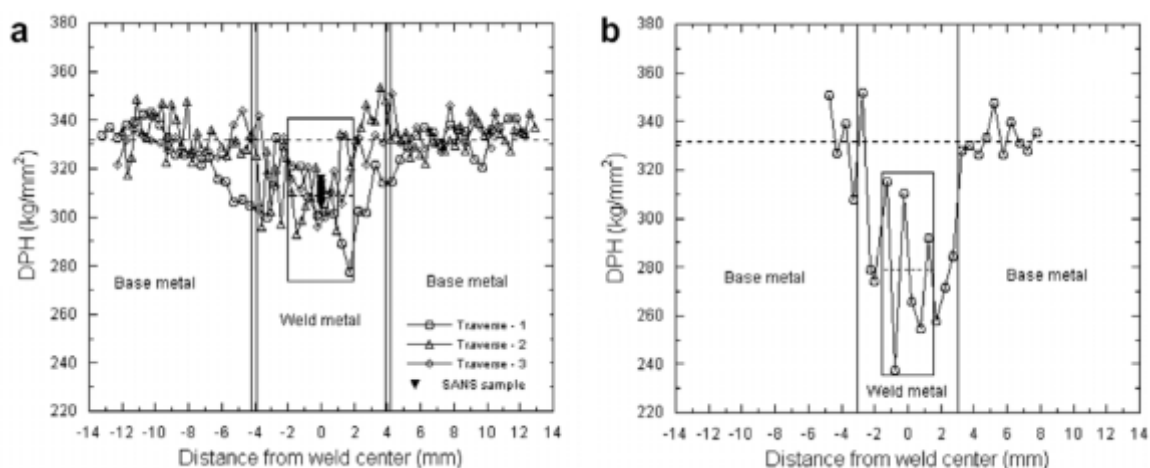 a
380
360
340
320
300
280
260
240
220
DPH (kg/mm²)
Base metal
Weld metal
Base metal
Traverse - 1
Traverse - 2
Traverse - 3
SANS sample
-14 -12 -10 -8 -6 -4 -2 0 2 4 6 8 10 12 14
Distance from weld center (mm)
b
380
360
340
320
300
280
260
240
220
DPH (kg/mm²)
Base metal
Base metal
Weld metal
-14 -12 -10 -8 -6 -4 -2 0 2 4 6 8 10 12 14
Distance from weld center (mm)